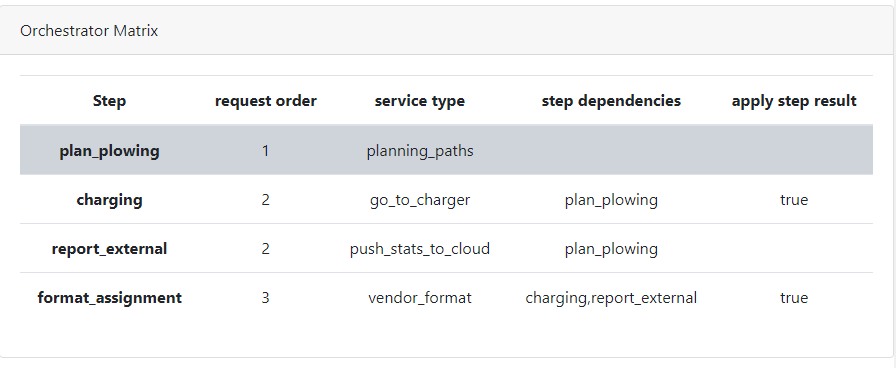 Orchestrator Matrix
Step request order service type step dependencies apply step result
plan_plowing 1 planning_paths
charging 2 go_to_charger plan_plowing true
report_external 2 push_stats_to_cloud plan_plowing
format_assignment 3 vendor_format charging,report_external true